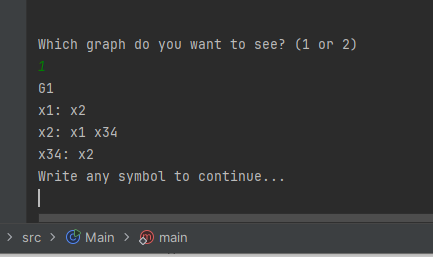 Which graph do you want to see? (1 or 2)
1
G1
x1: x2
x2: x1 x34
x34: x2
Write any symbol to continue...
> src > Main > main